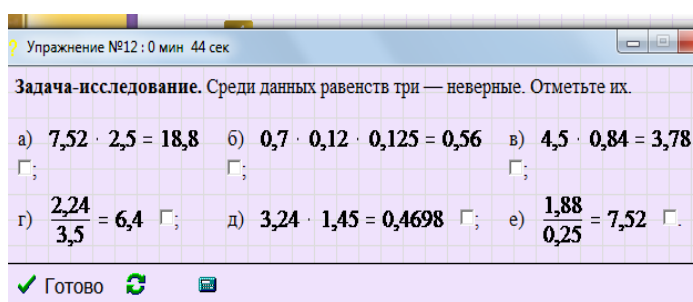 Упражнение №12 : 0 мин 44 сек
Задача-исследование. Среди данных равенств три — неверные. Отметьте их.
а) 7,52 · 2,5 = 18,8 б) 0,7 · 0,12 · 0,125 = 0,56 в) 4,5 · 0,84 = 3,78
; ; ;
г) 2,24/3,5 = 6,4 ; д) 3,24 · 1,45 = 0,4698 ; е) 1,88/0,25 = 7,52 .
Готово